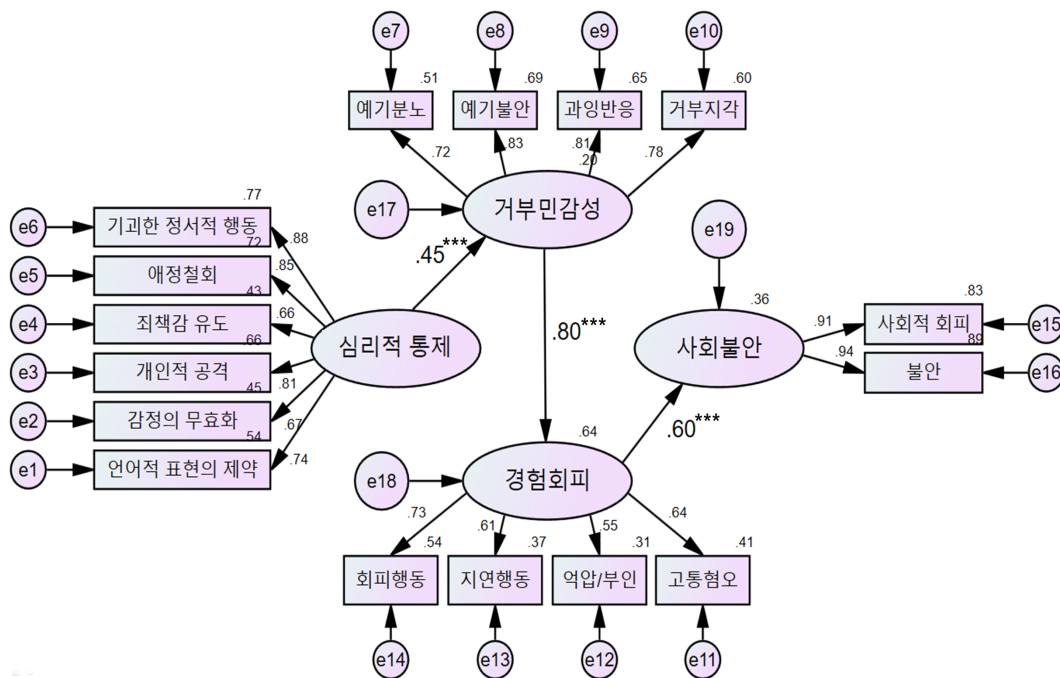 e7 e8 e9 e10
.51 .69 .65 .60
예기분노 예기불안 과잉반응 거부지각
.72 .83 .81 .78
.20
e17 거부민감성
e19
.77
e6 기괴한 정서적 행동 .88
.72
e5 애정철회 .85
.43
e4 죄책감 유도 .66
.66
e3 개인적 공격 .81
.45
e2 감정의 무효화 .67
.54
e1 언어적 표현의 제약 .74
심리적 통제
.45***
.80***
.36
사회불안
.60***
.83
.91 사회적 회피 e15
.89
.94 불안 e16
.64
e18 경험회피
.73 .61 .55 .64
.54 .37 .31 .41
회피행동 지연행동 억압/부인 고통혐오
e14 e13 e12 e11